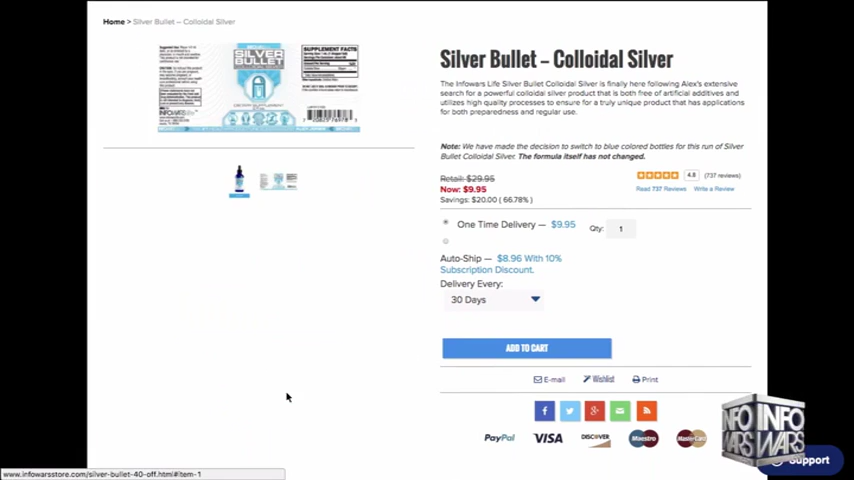 Home > Silver Bullet – Colloidal Silver
SILVER
BULLET
SUPPLEMENT FACTS
Silver Bullet – Colloidal Silver
The Infowars Life Silver Bullet Colloidal Silver is finally here following Alex's extensive
search for a powerful colloidal silver product that is both free of artificial additives and
utilizes high quality processes to ensure for a truly unique product that has applications
for both preparedness and regular use.
Note: We have made the decision to switch to blue colored bottles for this run of Silver
Bullet Colloidal Silver. The formula itself has not changed.
Retail: $29.95
Now: $9.95
Savings: $20.00 ( 66.78% )
4.8 (737 reviews)
Read 737 Reviews Write a Review
One Time Delivery — $9.95 Qty: 1
Auto-Ship — $8.96 With 10%
Subscription Discount.
Delivery Every:
30 Days
ADD TO CART
E-mail Wishlist Print
PayPal VISA DISCOVER Maestro MasterCard
INFO INFO
WARS WARS
Support
www.infowarsstore.com/silver-bullet-40-off.html#item-1